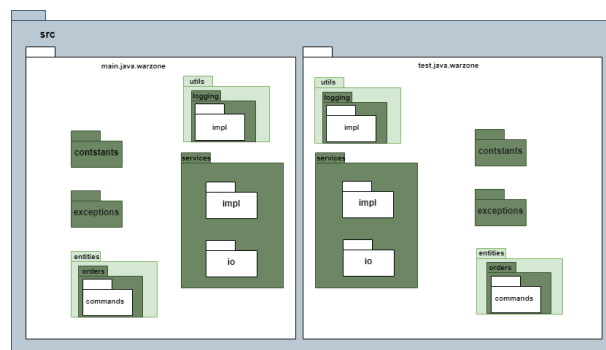 src
main.java.warzone
utils
logging
impl
contstants
services
impl
exceptions
io
entities
orders
commands
test.java.warzone
utils
logging
impl
contstants
services
impl
exceptions
io
entities
orders
commands